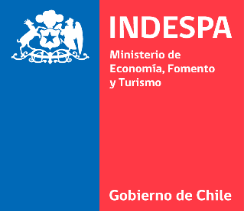 INDESPA
Ministerio de
Economía, Fomento
y Turismo
Gobierno de Chile